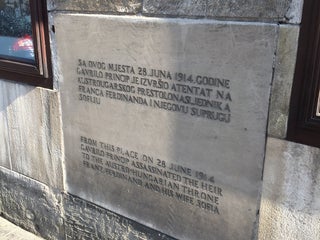 SA OVOG MJESTA 28. JUNA 1914. GODINE
GAVRILO PRINCIP JE IZVRŠIO ATENTAT NA
AUSTROUGARSKOG PRESTOLONASLJEDNIKA
FRANCA FERDINANDA I NJEGOVU SUPRUGU
SOFIJU
FROM THIS PLACE ON 28 JUNE 1914
GAVRILO PRINCIP ASSASSINATED THE HEIR
TO THE AUSTRO-HUNGARIAN THRONE
FRANZ FERDINAND AND HIS WIFE SOFIA